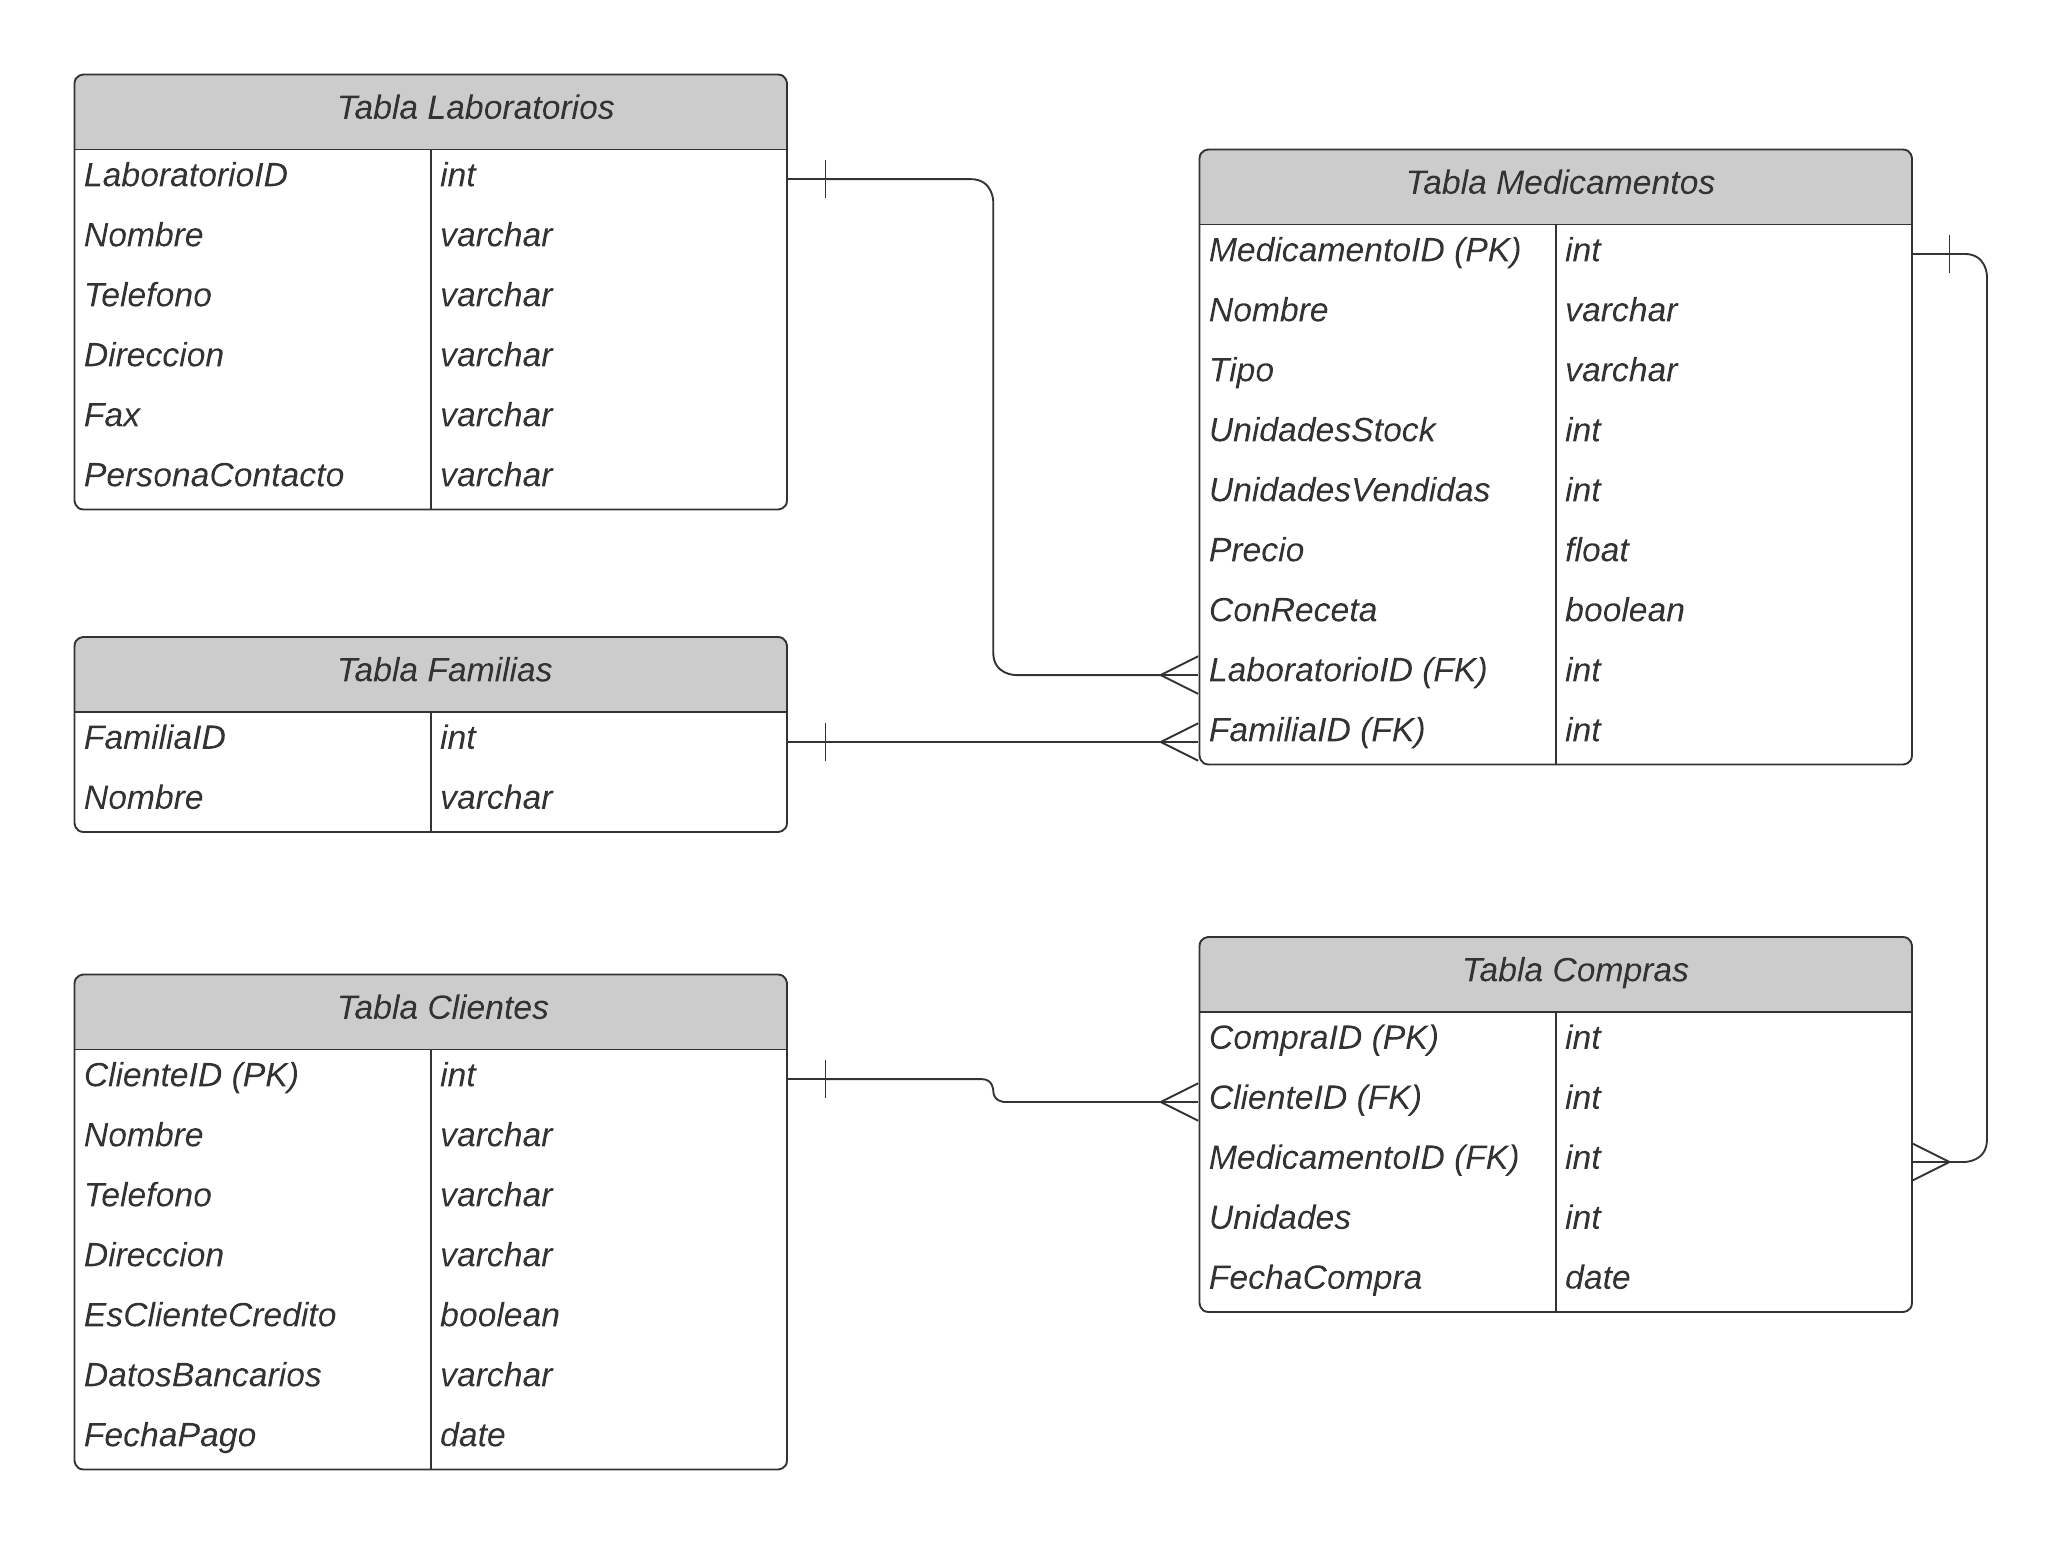 Tabla Laboratorios
LaboratorioID int
Nombre varchar
Telefono varchar
Direccion varchar
Fax varchar
PersonaContacto varchar
Tabla Medicamentos
MedicamentoID (PK) int
Nombre varchar
Tipo varchar
UnidadesStock int
UnidadesVendidas int
Precio float
ConReceta boolean
LaboratorioID (FK) int
FamiliaID (FK) int
Tabla Familias
FamiliaID int
Nombre varchar
Tabla Clientes
ClienteID (PK) int
Nombre varchar
Telefono varchar
Direccion varchar
EsClienteCredito boolean
DatosBancarios varchar
FechaPago date
Tabla Compras
CompraID (PK) int
ClienteID (FK) int
MedicamentoID (FK) int
Unidades int
FechaCompra date